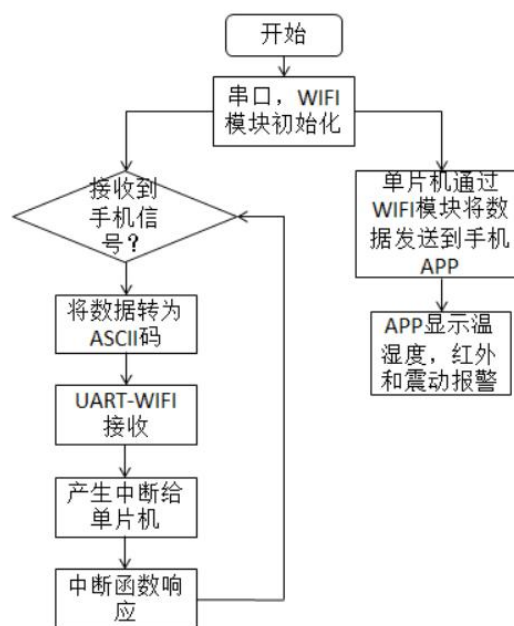 开始
串口，WIFI
模块初始化
接收到
手机信
号？
将数据转为
ASCII码
UART-WIFI
接收
产生中断给
单片机
中断函数响
应
单片机通过
WIFI模块将数
据发送到手机
APP
APP显示温
湿度，红外
和震动报警